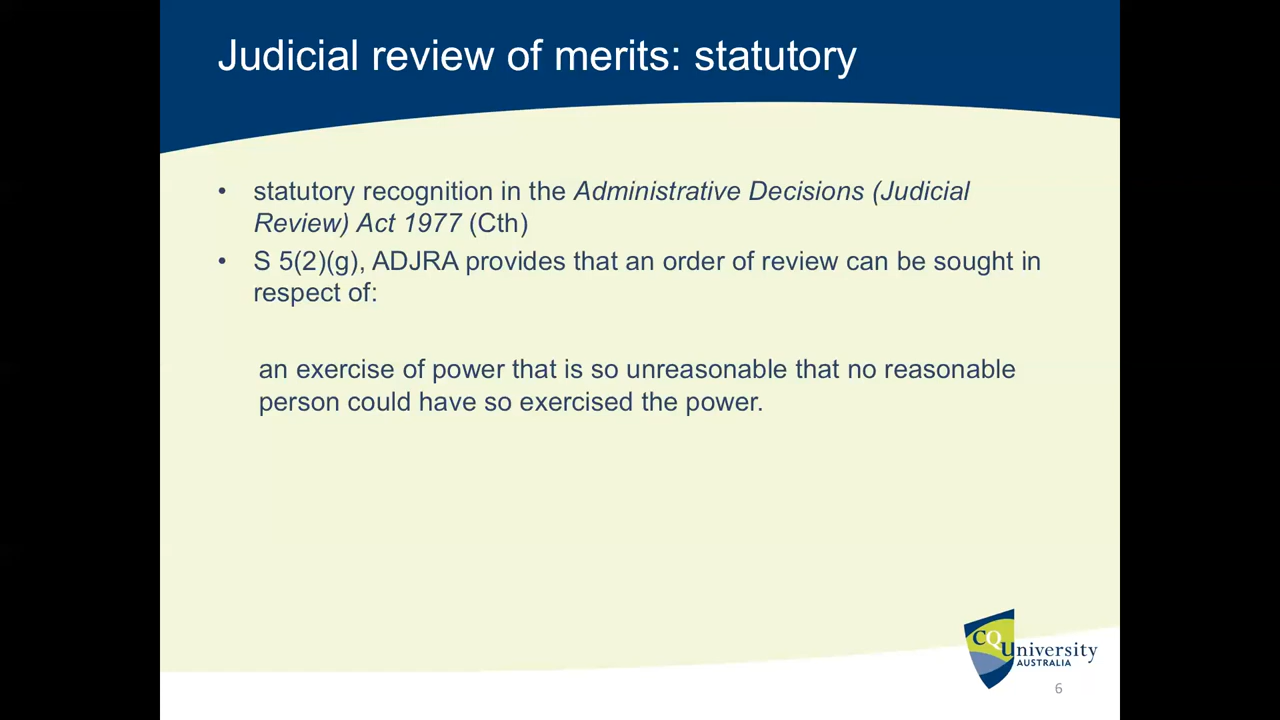 Judicial review of merits: statutory
• statutory recognition in the Administrative Decisions (Judicial
Review) Act 1977 (Cth)
• S 5(2)(g), ADJRA provides that an order of review can be sought in
respect of:
an exercise of power that is so unreasonable that no reasonable
person could have so exercised the power.
CQUniversity
AUSTRALIA
6